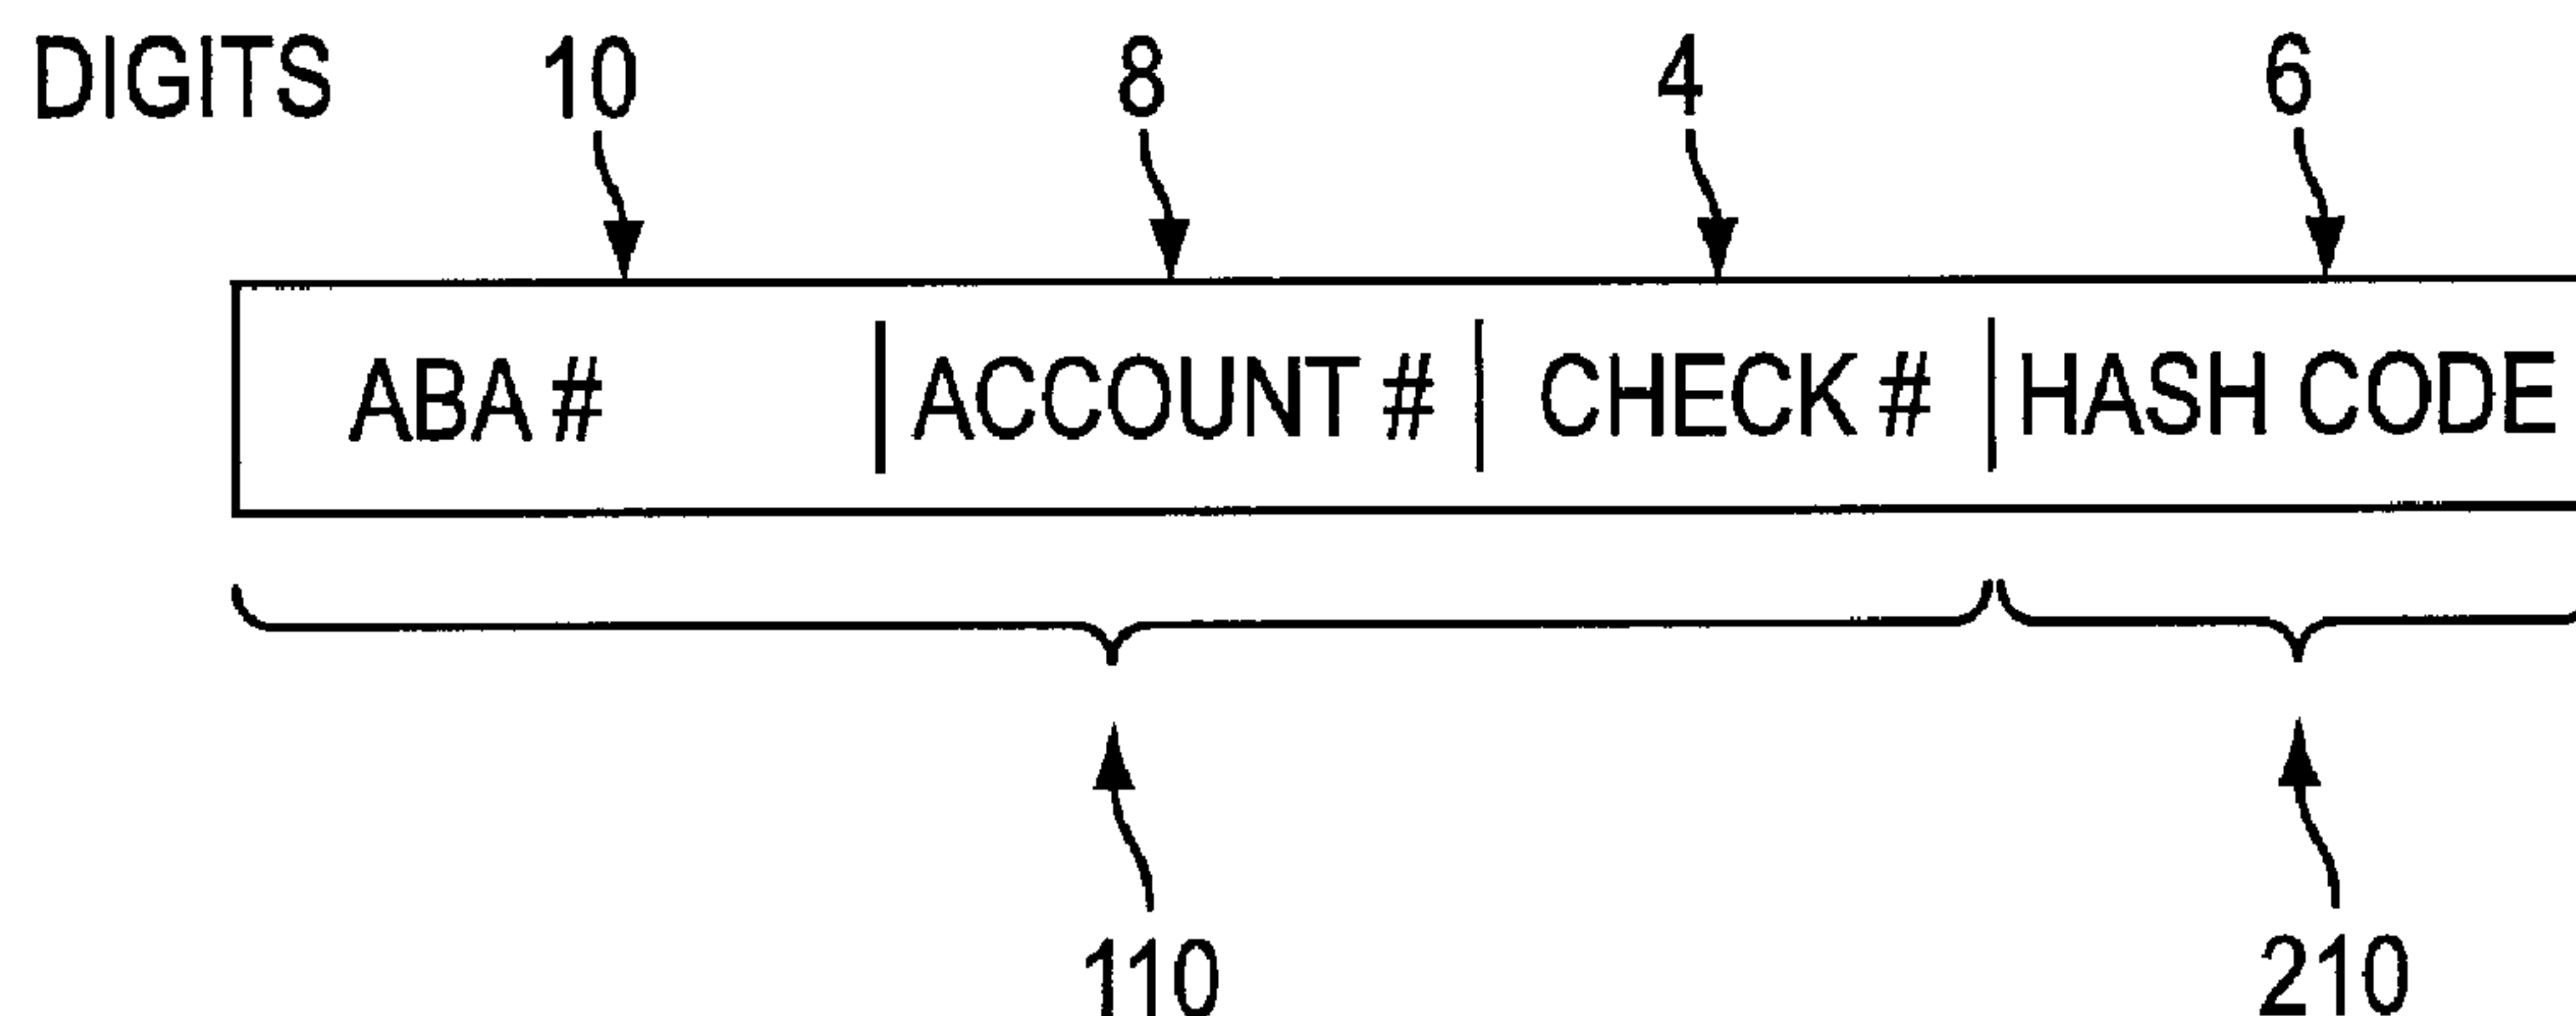 DIGITS 10 8 4 6
ABA # ACCOUNT # CHECK # HASH CODE
110 210